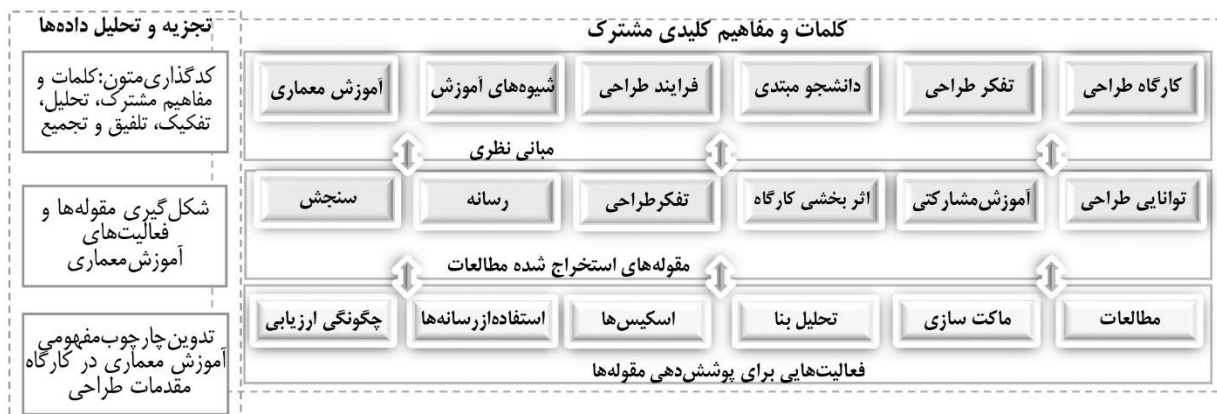 کلمات و مفاهیم کلیدی مشترک
کارگاه طراحی
تفکر طراحی
دانشجو مبتدی
فرایند طراحی
شیوه‌های آموزش
آموزش معماری
مبانی نظری
توانایی طراحی
آموزش‌مشارکتی
اثر بخشی کارگاه
تفکرطراحی
رسانه
سنجش
مقوله‌های استخراج شده مطالعات
مطالعات
ماکت سازی
تحلیل بنا
اسکیس‌ها
استفاده‌ازرسانه‌ها
چگونگی ارزیابی
فعالیت‌هایی برای پوشش‌دهی مقوله‌ها
تجزیه و تحلیل داده‌ها
کدگذاری‌متون:کلمات و
مفاهیم مشترک، تحلیل،
تفکیک، تلفیق و تجمیع
شکل‌گیری مقوله‌ها و
فعالیت‌های
آموزش‌معماری
تدوین‌چارچوب‌مفهومی
آموزش معماری در کارگاه
مقدمات طراحی